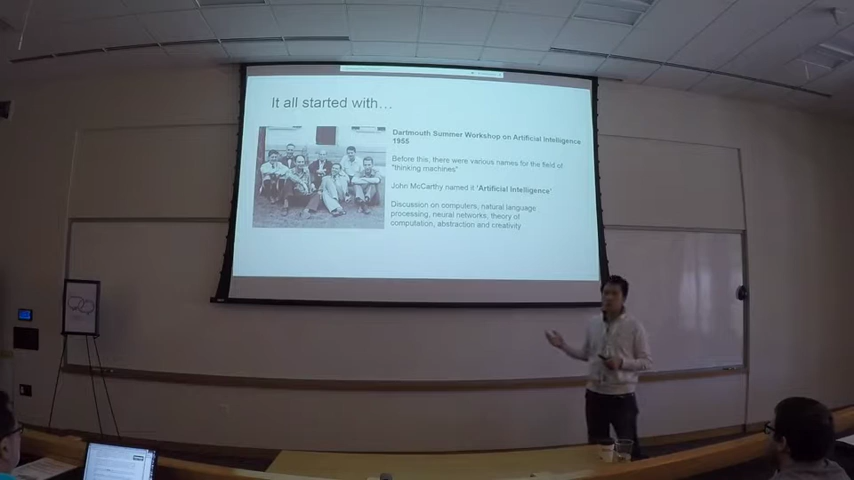 It all started with...
Dartmouth Summer Workshop on Artificial Intelligence
1955
Before this, there were various names for the field of
"thinking machines"
John McCarthy named it 'Artificial Intelligence'
Discussion on computers, natural language
processing, neural networks, theory of
computation, abstraction and creativity